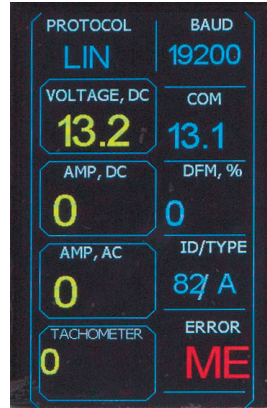 PROTOCOL BAUD
LIN 19200
VOLTAGE, DC COM
13.2 13.1
AMP, DC DFM, %
0 0
AMP, AC ID/TYPE
0 82/ A
TACHOMETER ERROR
0 ME